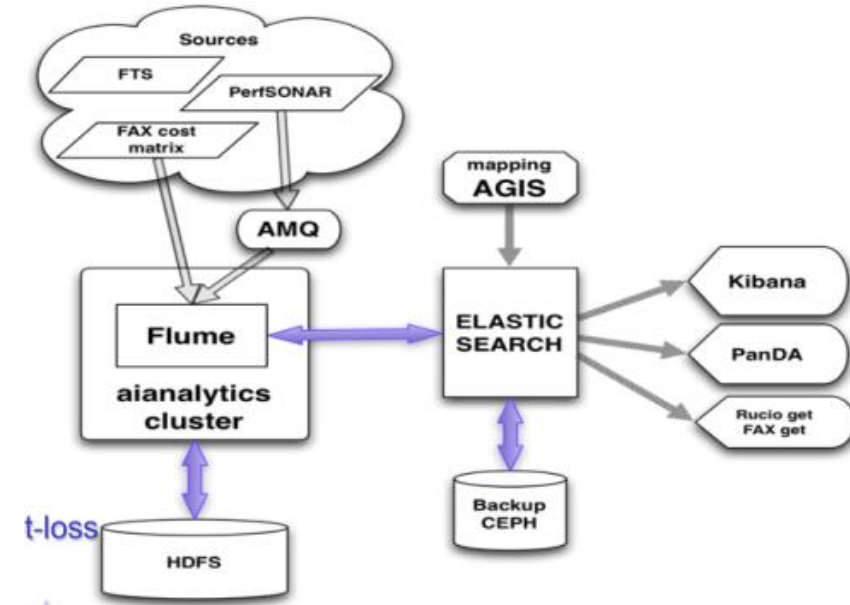 Sources
FTS
PerfSONAR
FAX cost
matrix
mapping
AGIS
AMQ
Kibana
Flume
ELASTIC
SEARCH
PanDA
aianalytics
cluster
Rucio get
FAX get
Backup
CEPH
t-loss
HDFS